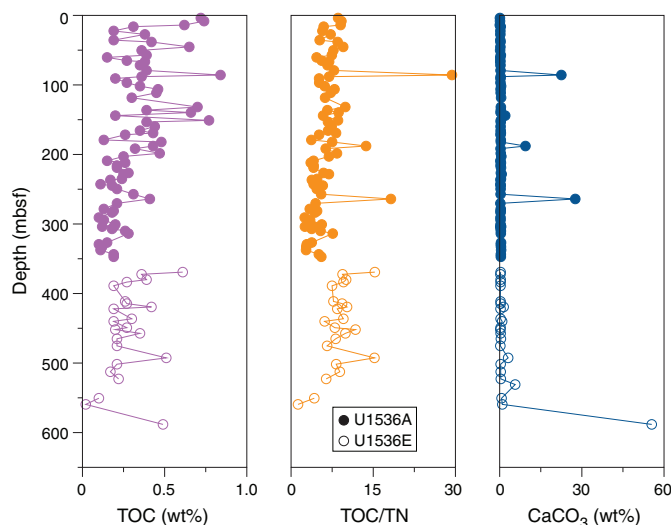 0
100
200
300
400
500
600
Depth (mbsf)
0 0.5 1.0
TOC (wt%)
0 15 30
TOC/TN
0 30 60
CaCO3 (wt%)
U1536A
U1536E